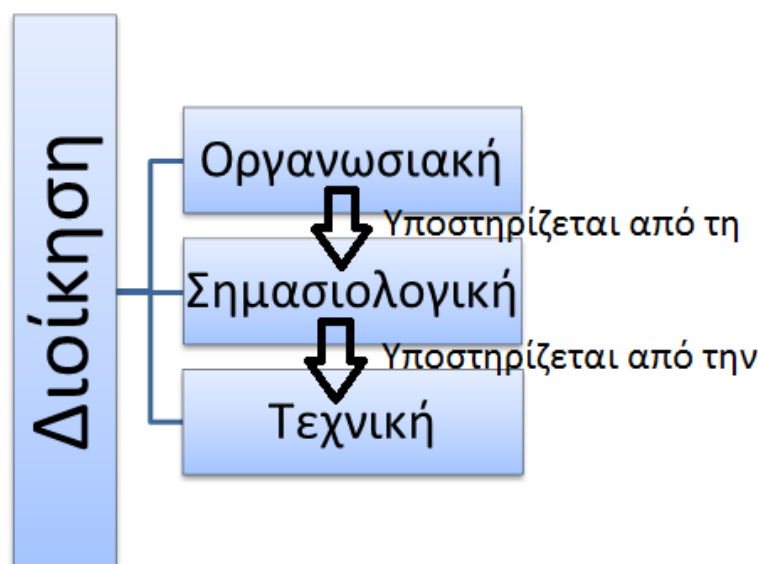 Διοίκηση
Οργανωσιακή
Υποστηρίζεται από τη
Σημασιολογική
Υποστηρίζεται από την
Τεχνική